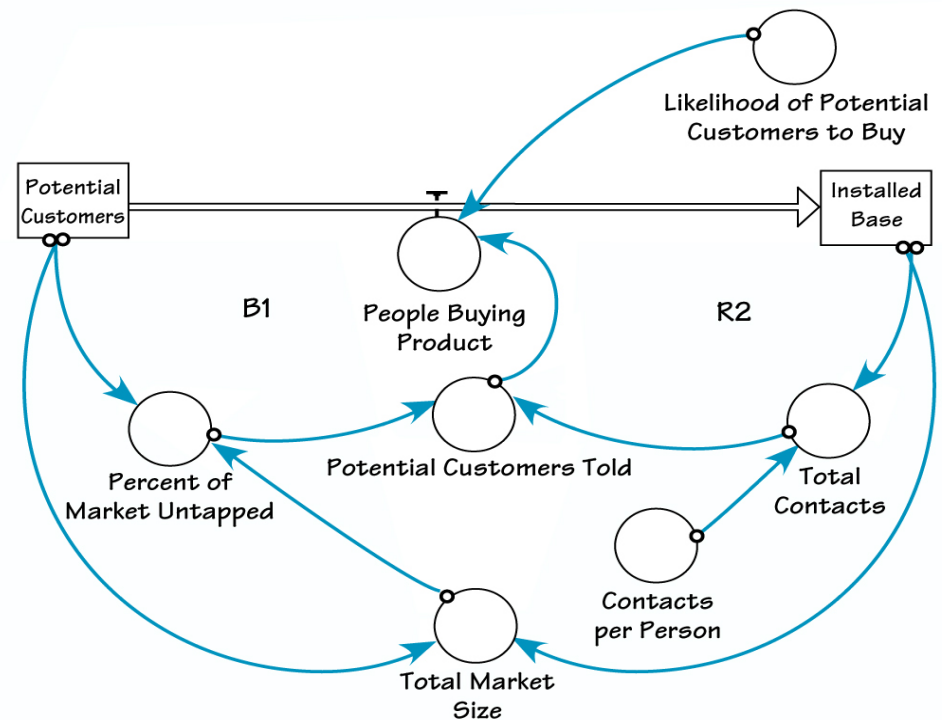 Likelihood of Potential
Customers to Buy
Potential
Customers
Installed
Base
B1
People Buying
Product
R2
Potential Customers Told
Percent of
Market Untapped
Total
Contacts
Contacts
per Person
Total Market
Size